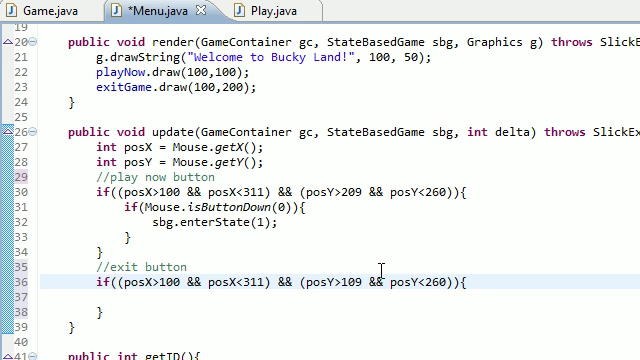 Game.java *Menu.java Play.java
19
20 public void render(GameContainer gc, StateBasedGame sbg, Graphics g) throws SlickE
21 g.drawString("Welcome to Bucky Land!", 100, 50);
22 playNow.draw(100,100);
23 exitGame.draw(100,200);
24 }
25
26 public void update(GameContainer gc, StateBasedGame sbg, int delta) throws SlickEx
27 int posX = Mouse.getX();
28 int posY = Mouse.getY();
29 //play now button
30 if((posX>100 && posX<311) && (posY>209 && posY<260)){
31 if(Mouse.isButtonDown(0)){
32 sbg.enterState(1);
33 }
34 }
35 //exit button
36 if((posX>100 && posX<311) && (posY>109 && posY<260)){
37
38 }
39 }
40
41 public int getID(){